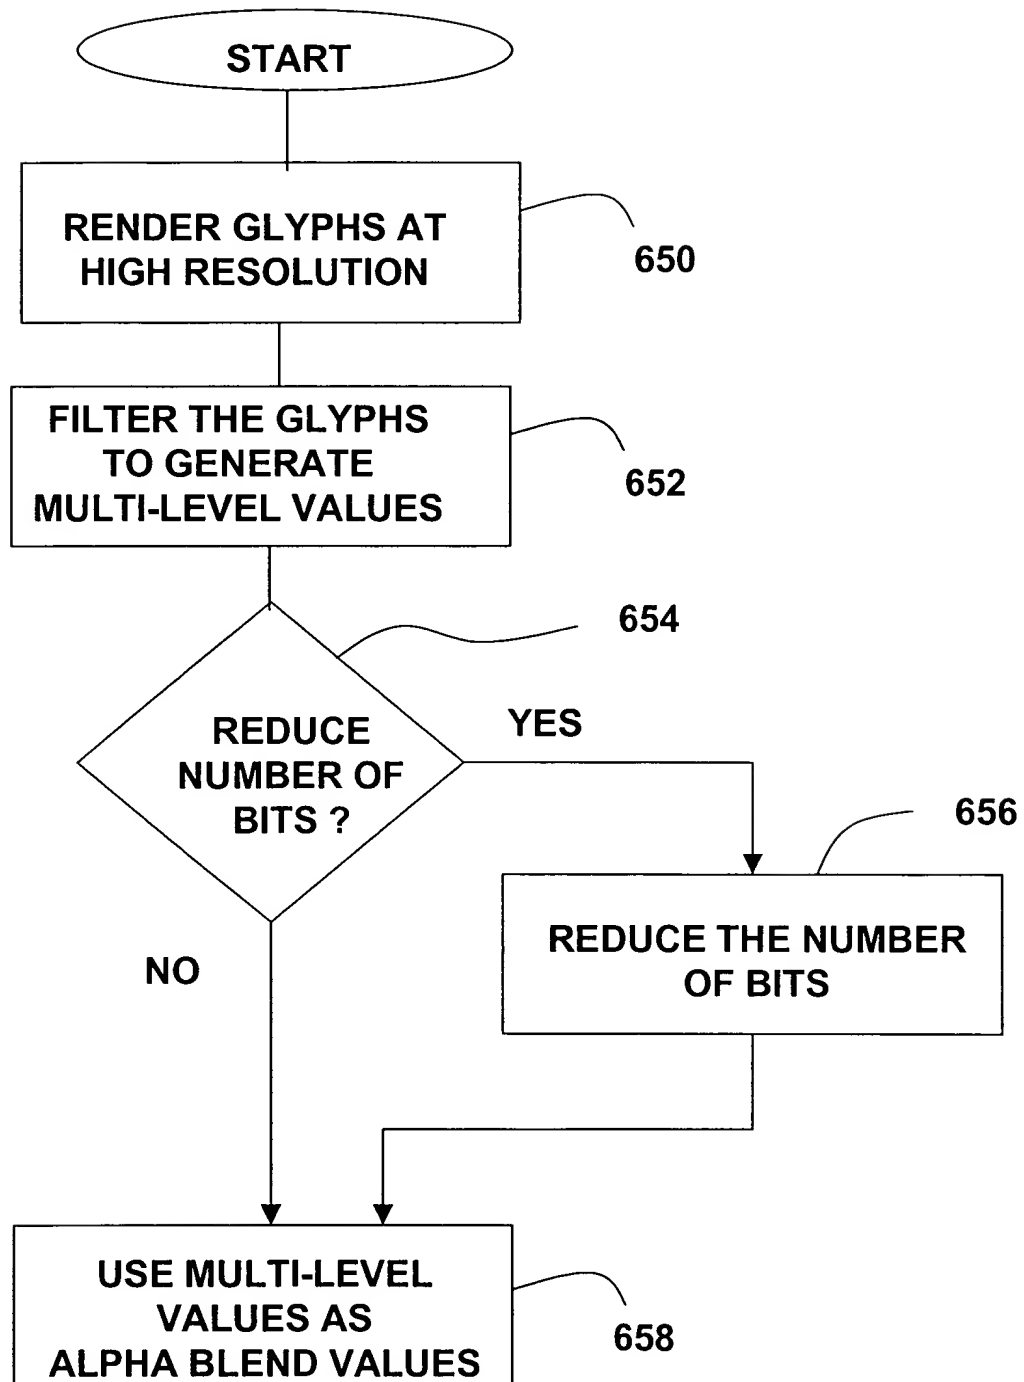 START
RENDER GLYPHS AT
HIGH RESOLUTION
650
FILTER THE GLYPHS
TO GENERATE
MULTI-LEVEL VALUES
652
654
REDUCE
NUMBER OF
BITS ?
YES
656
REDUCE THE NUMBER
OF BITS
NO
USE MULTI-LEVEL
VALUES AS
ALPHA BLEND VALUES
658